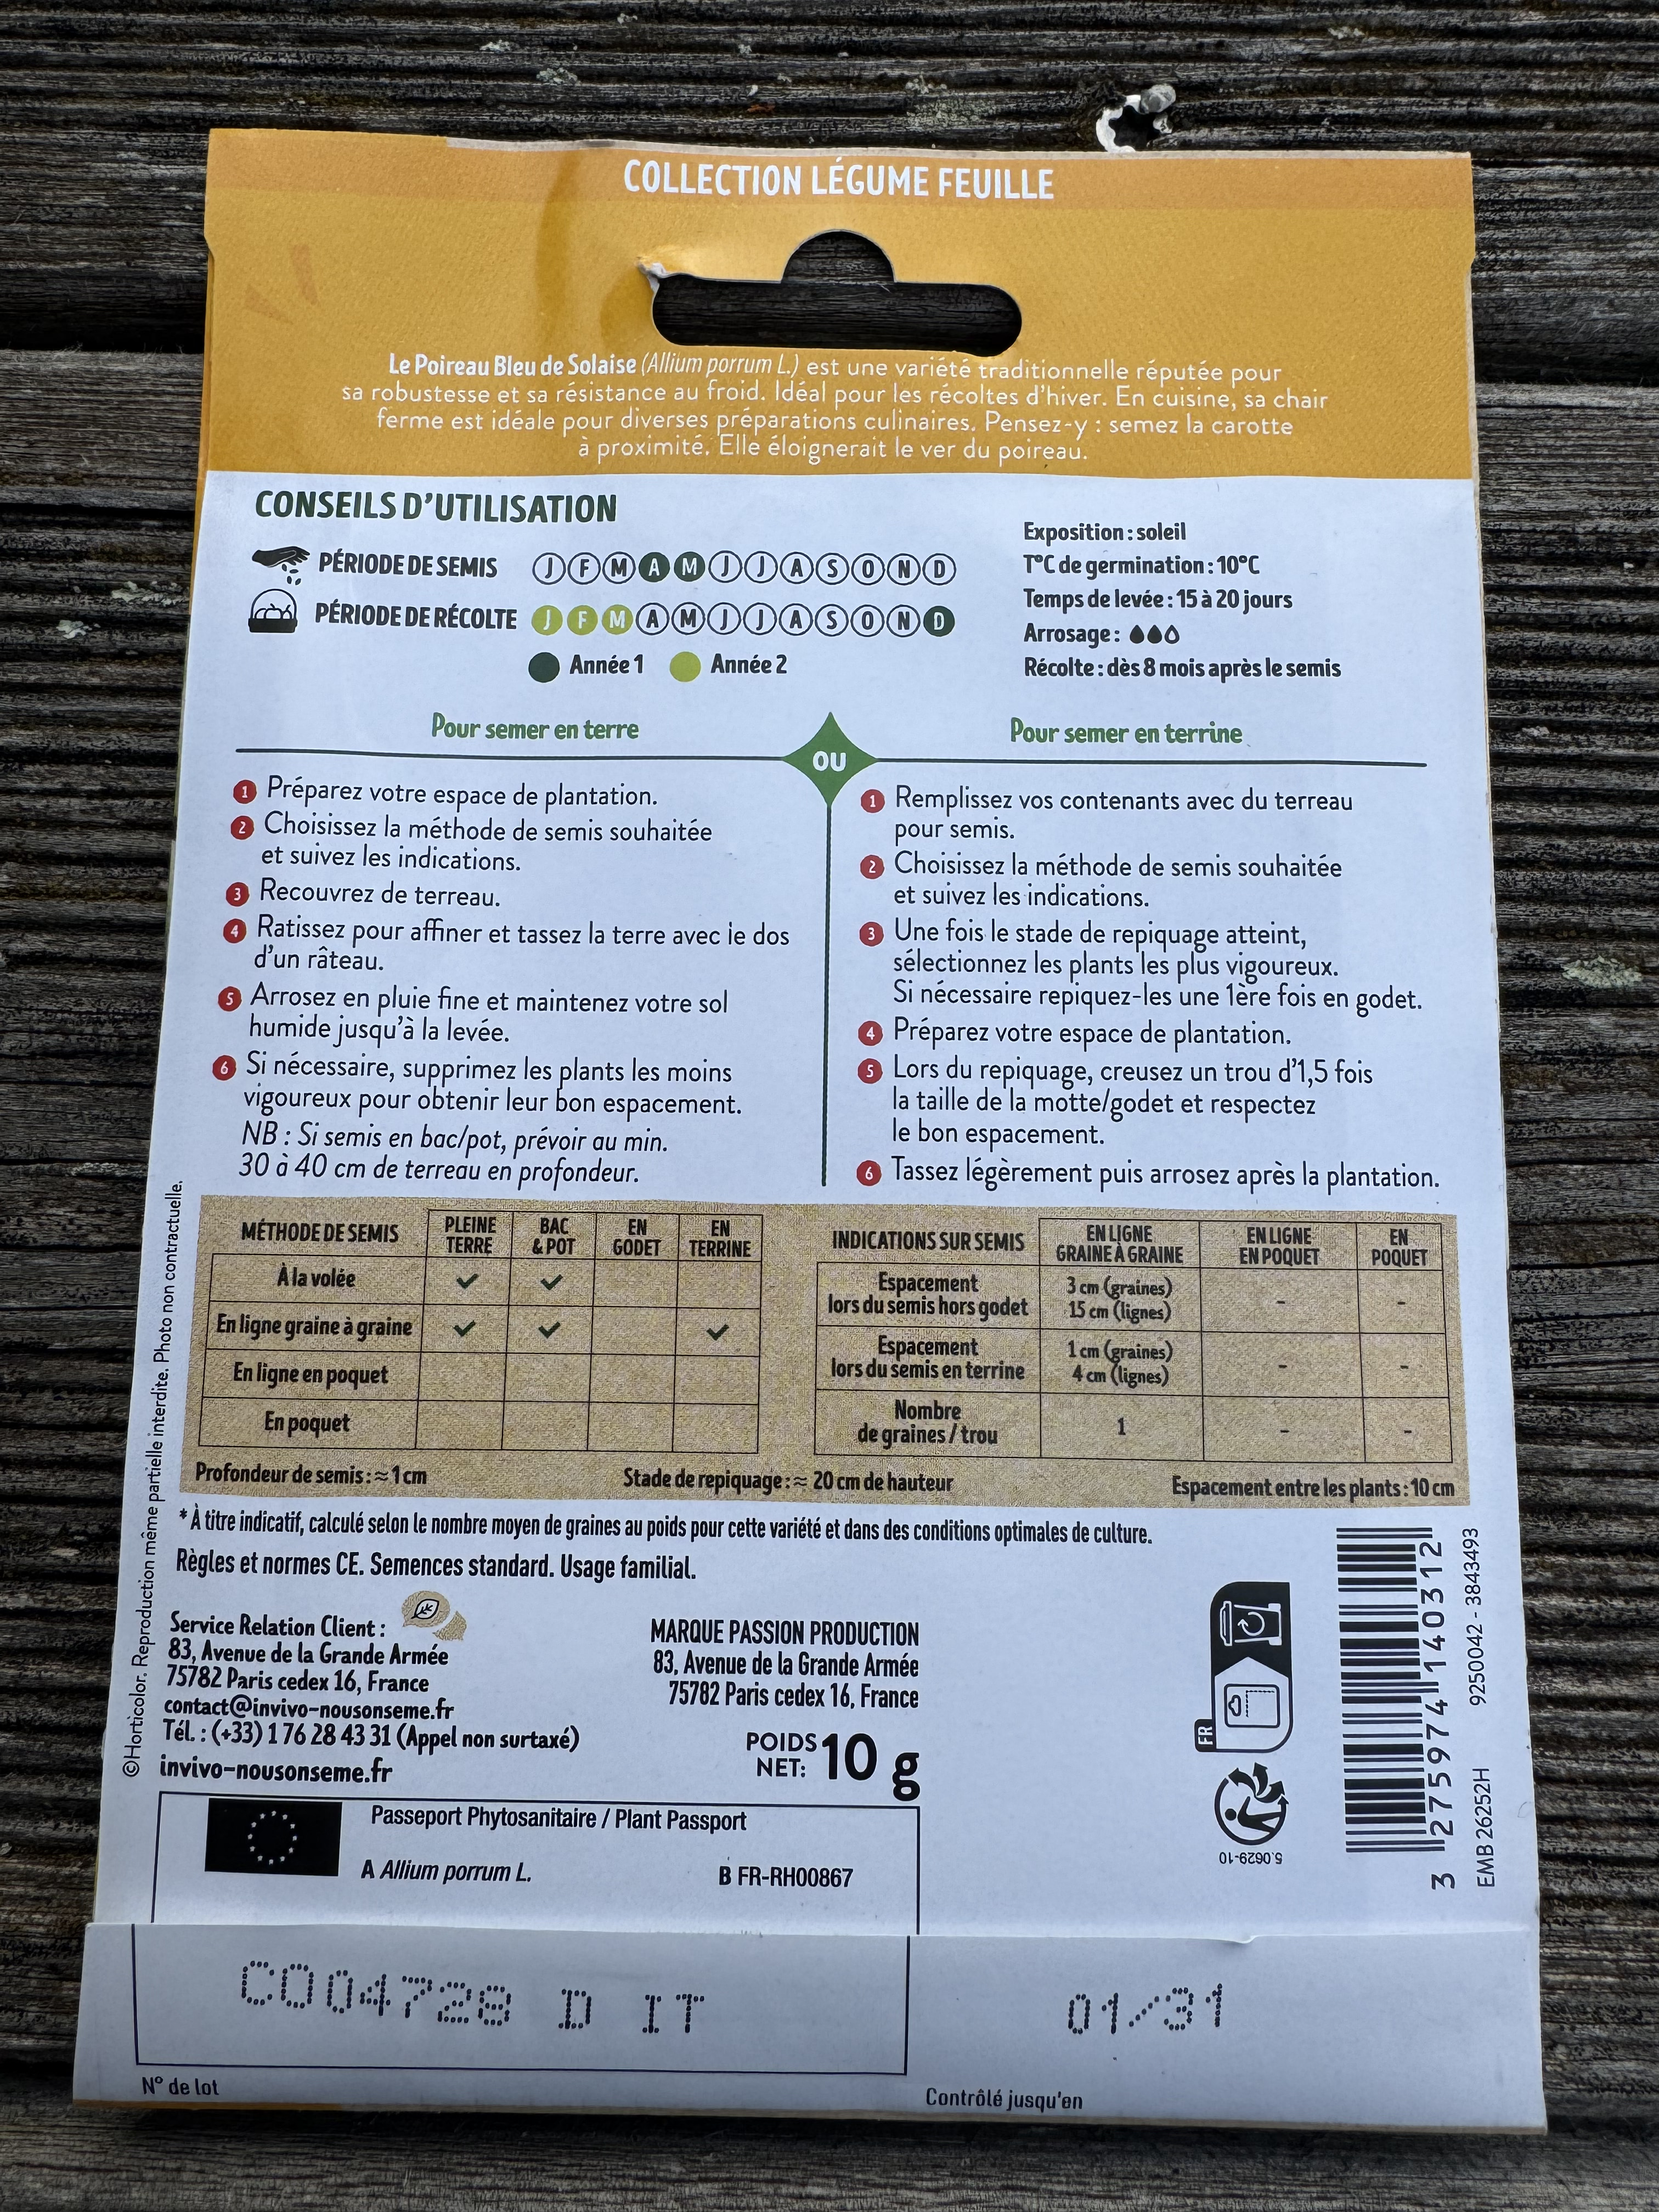 COLLECTION LÉGUME FEUILLE
Le Poireau Bleu de Solaise (Allium porrum L.) est une variété traditionnelle réputée pour
sa robustesse et sa résistance au froid. Idéal pour les récoltes d'hiver. En cuisine, sa chair
ferme est idéale pour diverses préparations culinaires. Pensez-y : semez la carotte
à proximité. Elle éloignerait le ver du poireau.
CONSEILS D'UTILISATION
PÉRIODE DE SEMIS J F M A M J J A S O N D
PÉRIODE DE RÉCOLTE J F M A M J J A S O N D
Année 1 Année 2
Exposition : soleil
T°C de germination : 10°C
Temps de levée : 15 à 20 jours
Arrosage :
Récolte : dès 8 mois après le semis
Pour semer en terre
OU
Pour semer en terrine
1 Préparez votre espace de plantation.
2 Choisissez la méthode de semis souhaitée
et suivez les indications.
3 Recouvrez de terreau.
4 Ratissez pour affiner et tassez la terre avec le dos
d'un râteau.
5 Arrosez en pluie fine et maintenez votre sol
humide jusqu'à la levée.
6 Si nécessaire, supprimez les plants les moins
vigoureux pour obtenir leur bon espacement.
NB : Si semis en bac/pot, prévoir au min.
30 à 40 cm de terreau en profondeur.
1 Remplissez vos contenants avec du terreau
pour semis.
2 Choisissez la méthode de semis souhaitée
et suivez les indications.
3 Une fois le stade de repiquage atteint,
sélectionnez les plants les plus vigoureux.
Si nécessaire repiquez-les une 1ère fois en godet.
4 Préparez votre espace de plantation.
5 Lors du repiquage, creusez un trou d'1,5 fois
la taille de la motte/godet et respectez
le bon espacement.
6 Tassez légèrement puis arrosez après la plantation.
MÉTHODE DE SEMIS PLEINE TERRE BAC & POT EN GODET EN TERRINE
À la volée ✓ ✓
En ligne graine à graine ✓ ✓ ✓
En ligne en poquet
En poquet
INDICATIONS SUR SEMIS EN LIGNE GRAINE À GRAINE EN LIGNE EN POQUET EN POQUET
Espacement
lors du semis hors godet 3 cm (graines) 15 cm (lignes) - -
Espacement
lors du semis en terrine 1 cm (graines) 4 cm (lignes) - -
Nombre
de graines / trou 1 - -
Profondeur de semis : ≈ 1 cm Stade de repiquage : ≈ 20 cm de hauteur Espacement entre les plants : 10 cm
* À titre indicatif, calculé selon le nombre moyen de graines au poids pour cette variété et dans des conditions optimales de culture.
Règles et normes CE. Semences standard. Usage familial.
Service Relation Client :
83, Avenue de la Grande Armée
75782 Paris cedex 16, France
contact@invivo-nousonseme.fr
Tél. : (+33) 1 76 28 43 31 (Appel non surtaxé)
invivo-nousonseme.fr
MARQUE PASSION PRODUCTION
83, Avenue de la Grande Armée
75782 Paris cedex 16, France
POIDS
NET: 10 g
FR
5.0629-10
3 275974 140312
9250042 - 3843493
EMB 26252H
©Horticolor. Reproduction même partielle interdite. Photo non contractuelle.
Passeport Phytosanitaire / Plant Passport
A Allium porrum L. B FR-RH00867
C004728 D IT
01/31
N° de lot
Contrôlé jusqu'en